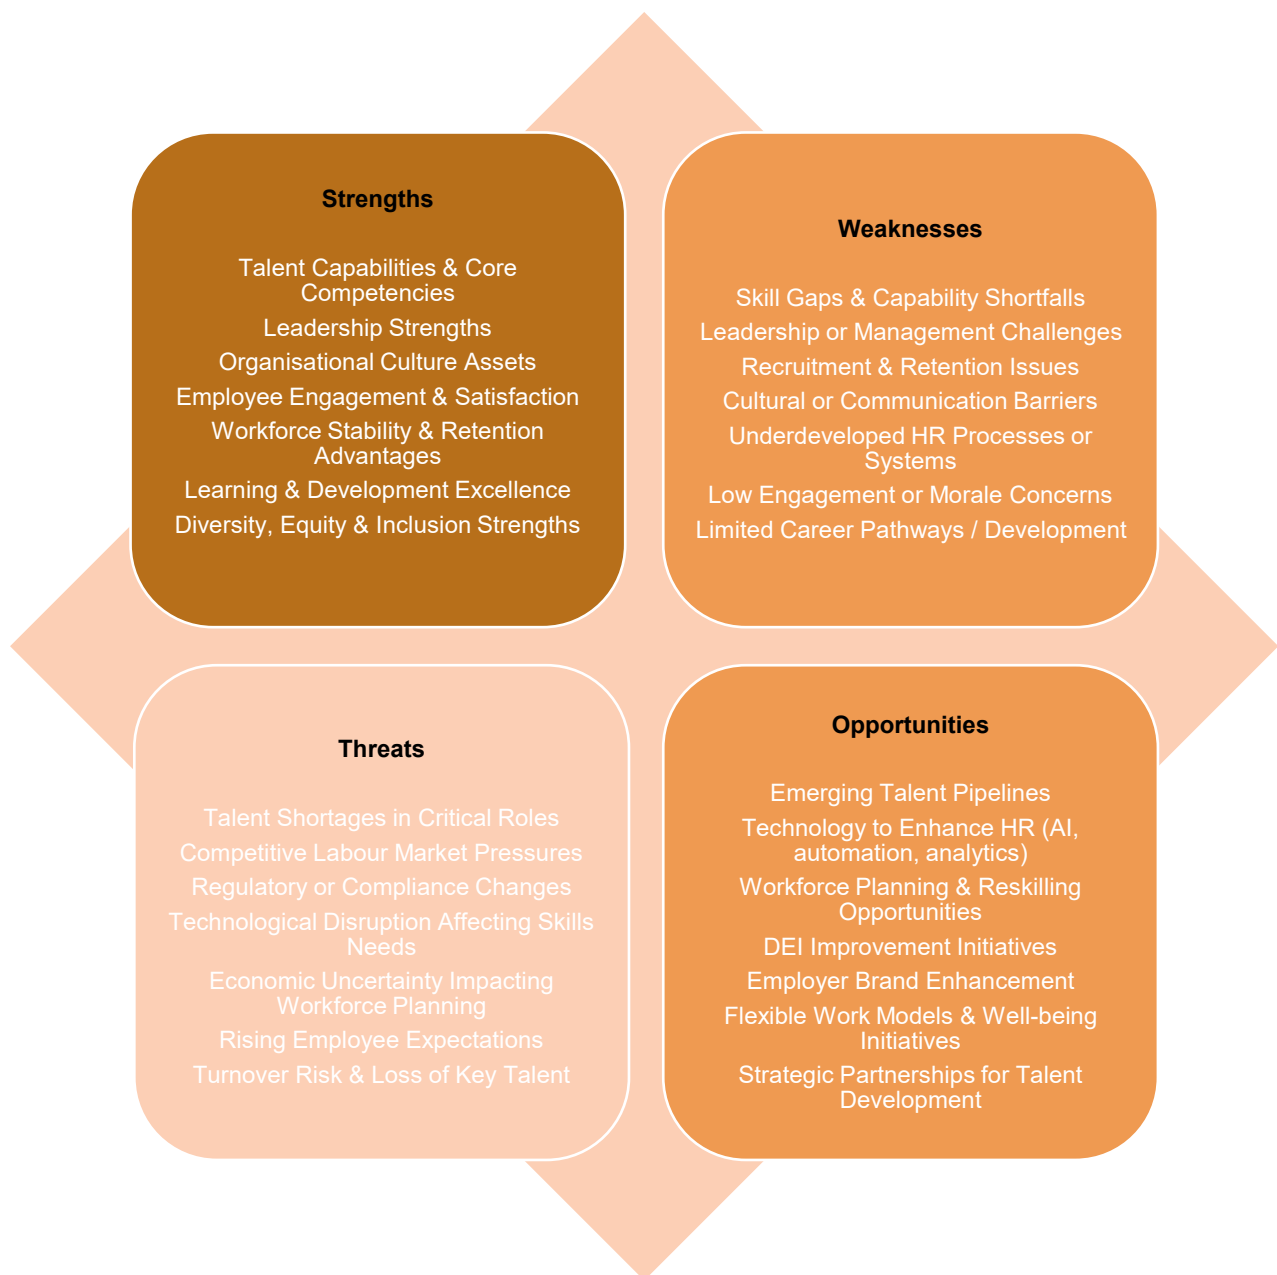 Strengths
Talent Capabilities & Core
Competencies
Leadership Strengths
Organisational Culture Assets
Employee Engagement & Satisfaction
Workforce Stability & Retention
Advantages
Learning & Development Excellence
Diversity, Equity & Inclusion Strengths
Weaknesses
Skill Gaps & Capability Shortfalls
Leadership or Management Challenges
Recruitment & Retention Issues
Cultural or Communication Barriers
Underdeveloped HR Processes or
Systems
Low Engagement or Morale Concerns
Limited Career Pathways / Development
Threats
Talent Shortages in Critical Roles
Competitive Labour Market Pressures
Regulatory or Compliance Changes
Technological Disruption Affecting Skills
Needs
Economic Uncertainty Impacting
Workforce Planning
Rising Employee Expectations
Turnover Risk & Loss of Key Talent
Opportunities
Emerging Talent Pipelines
Technology to Enhance HR (AI,
automation, analytics)
Workforce Planning & Reskilling
Opportunities
DEI Improvement Initiatives
Employer Brand Enhancement
Flexible Work Models & Well-being
Initiatives
Strategic Partnerships for Talent
Development